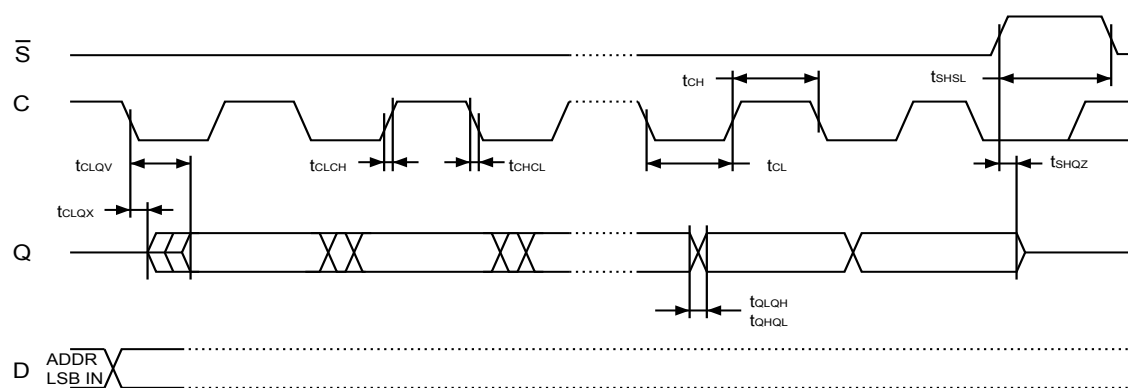 S̅
C
tCH
tSHSL
tCLQV
tCLCH
tCHCL
tCL
tSHQZ
tCLQX
Q
tQLQH
tQHQL
D
ADDR
LSB IN